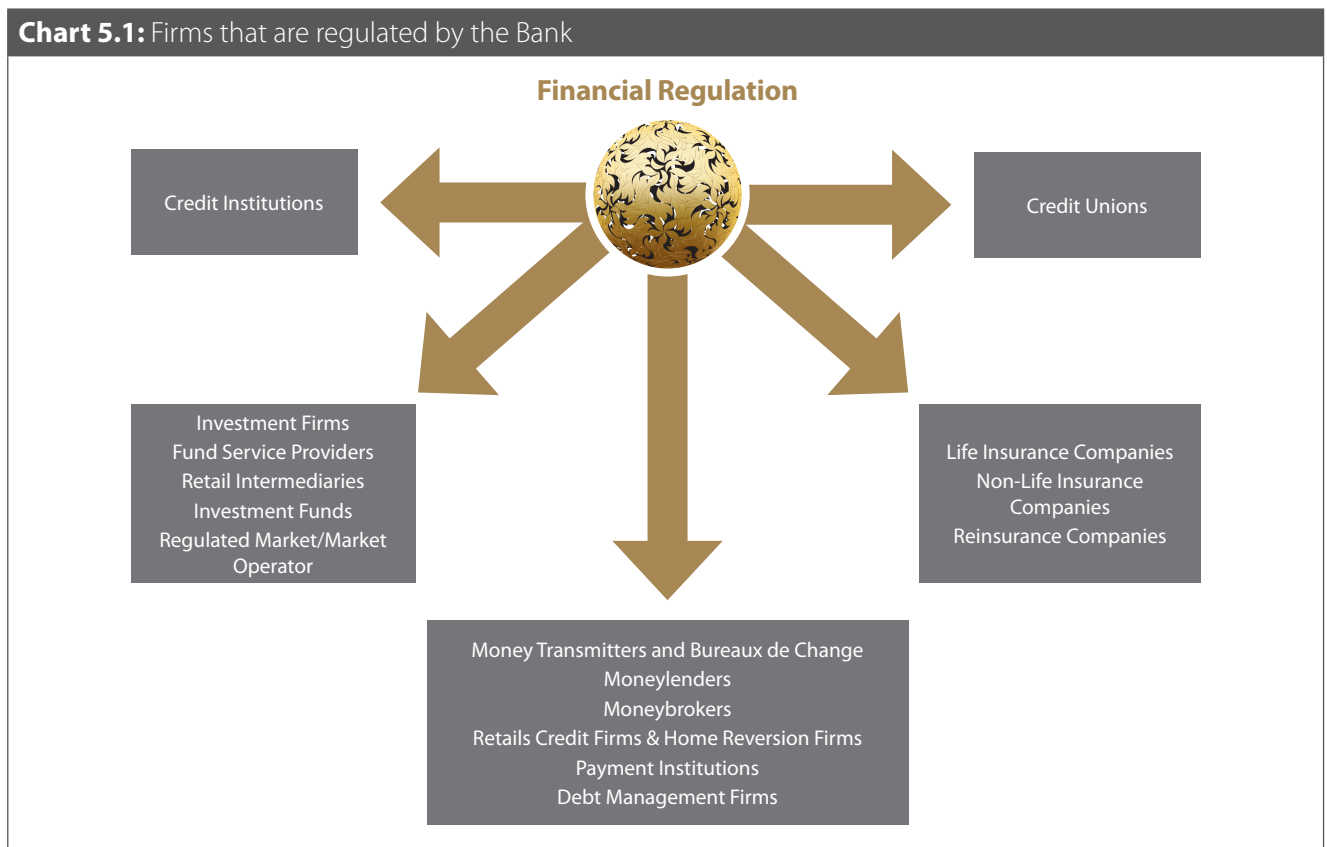 Chart 5.1: Firms that are regulated by the Bank
Financial Regulation
Credit Institutions
Credit Unions
Investment Firms
Fund Service Providers
Retail Intermediaries
Investment Funds
Regulated Market/Market
Operator
Life Insurance Companies
Non-Life Insurance
Companies
Reinsurance Companies
Money Transmitters and Bureaux de Change
Moneylenders
Moneybrokers
Retails Credit Firms & Home Reversion Firms
Payment Institutions
Debt Management Firms